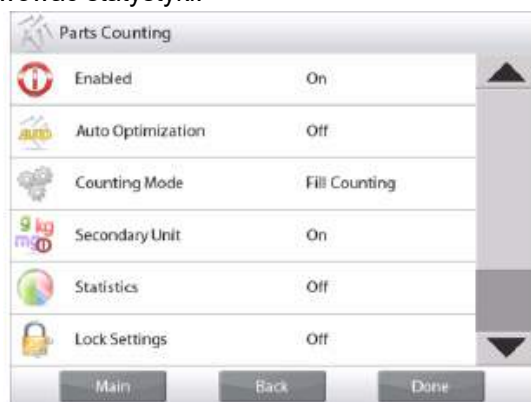 Parts Counting
Enabled On
Auto Optimization Off
Counting Mode Fill Counting
Secondary Unit On
Statistics Off
Lock Settings Off
Main Back Done